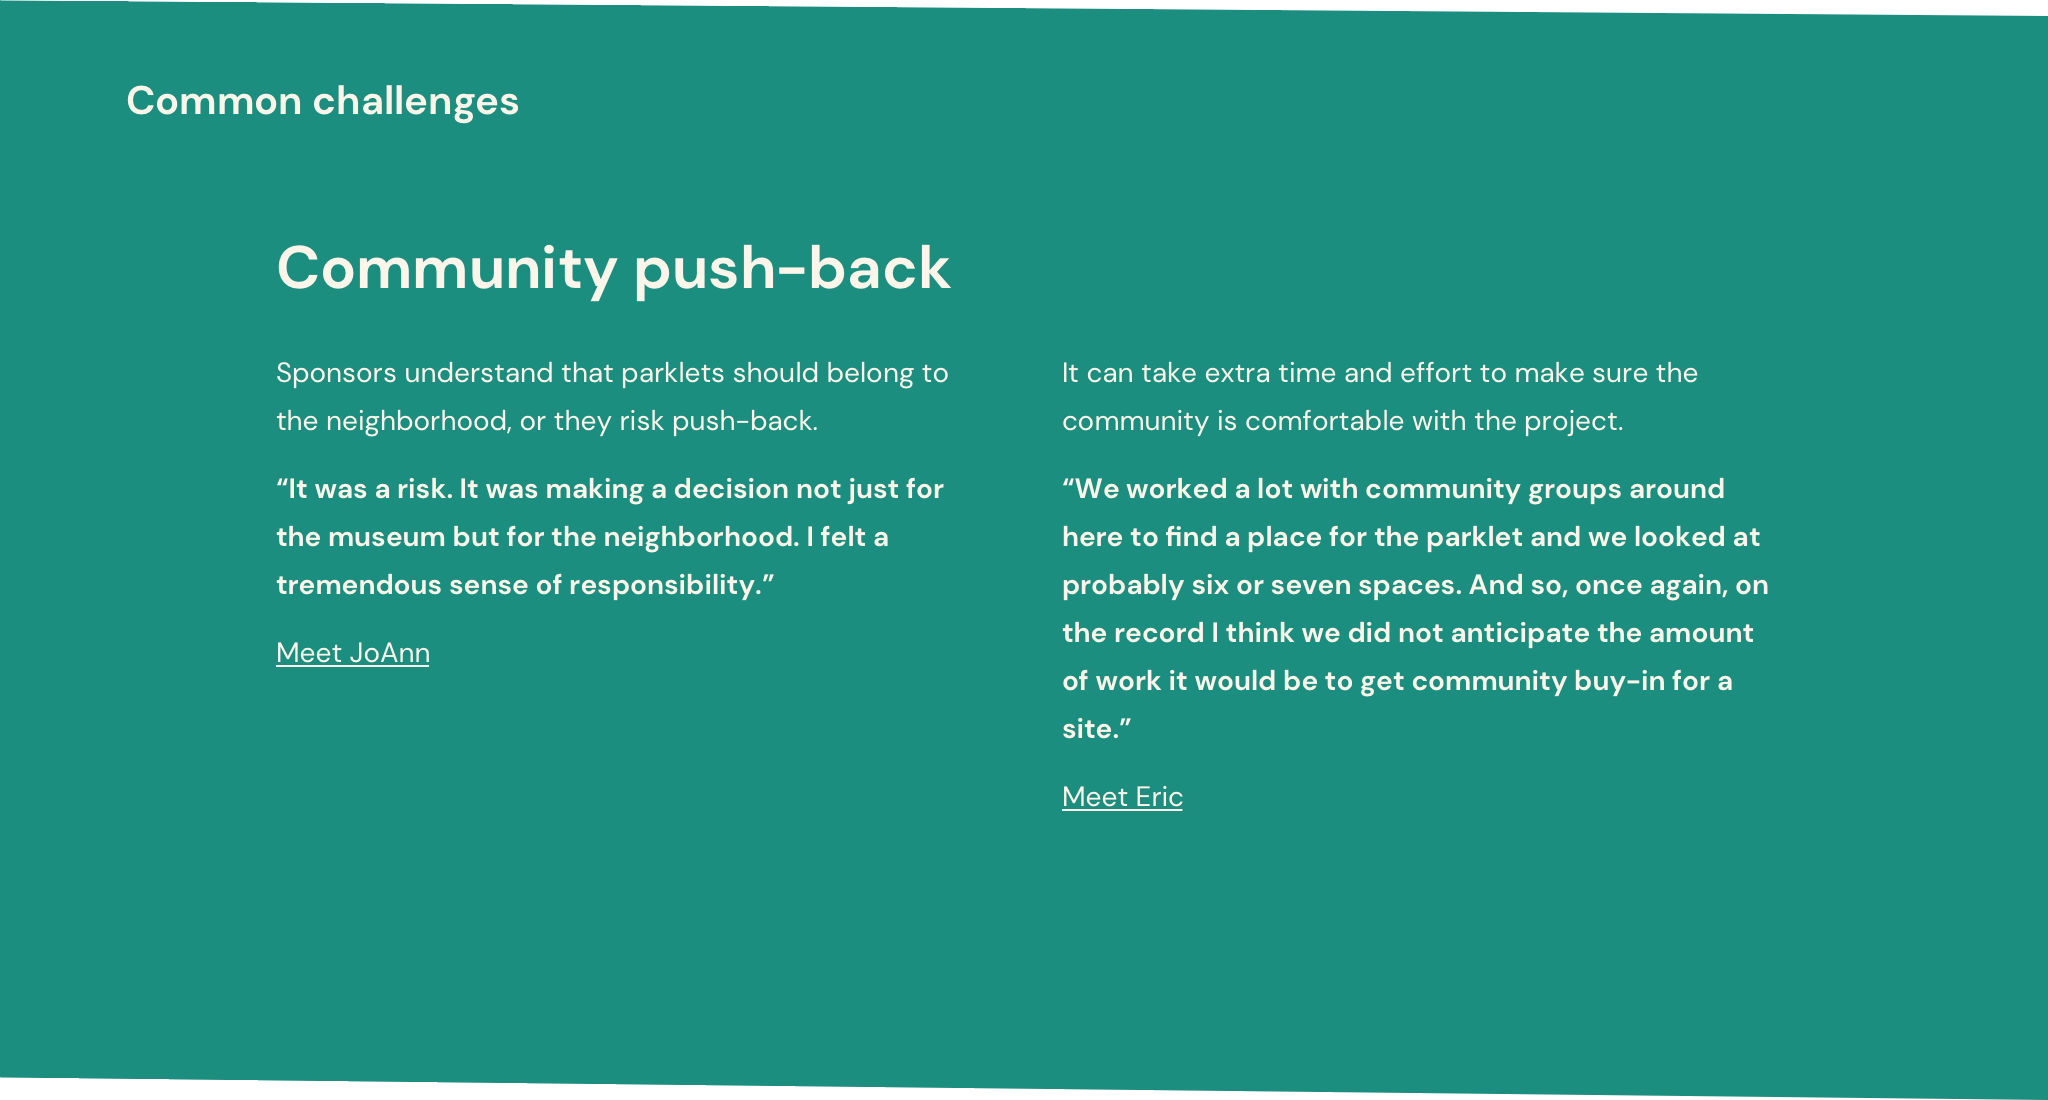 Common challenges
Community push-back
Sponsors understand that parklets should belong to
the neighborhood, or they risk push-back.
“It was a risk. It was making a decision not just for
the museum but for the neighborhood. I felt a
tremendous sense of responsibility.”
Meet JoAnn
It can take extra time and effort to make sure the
community is comfortable with the project.
“We worked a lot with community groups around
here to find a place for the parklet and we looked at
probably six or seven spaces. And so, once again, on
the record I think we did not anticipate the amount
of work it would be to get community buy-in for a
site.”
Meet Eric